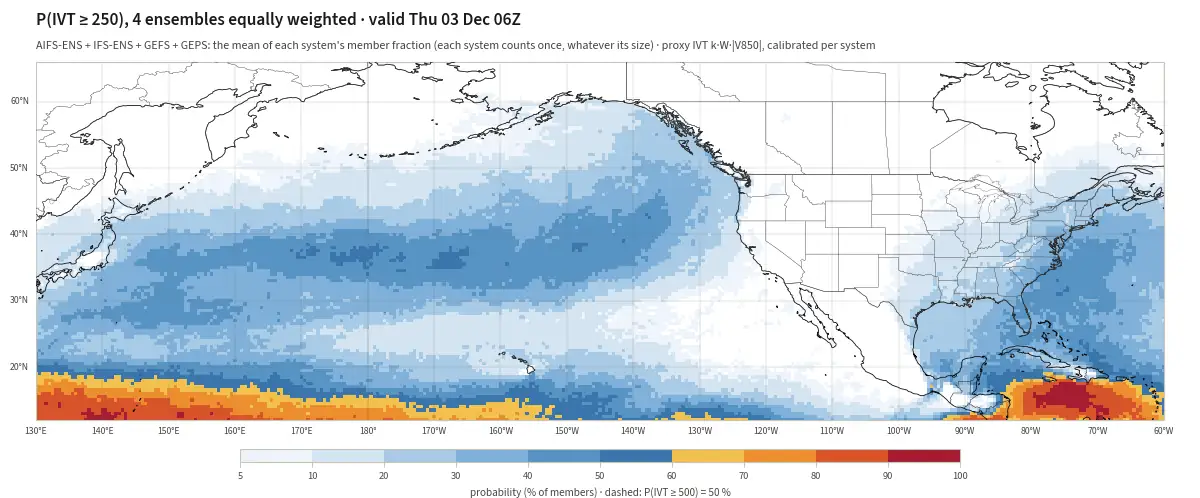 P(IVT ≥ 250), 4 ensembles equally weighted · valid Thu 03 Dec 06Z
AIFS-ENS + IFS-ENS + GEFS + GEPS: the mean of each system's member fraction (each system counts once, whatever its size) · proxy IVT k·W·|V850|, calibrated per system
60°N
50°N
40°N
30°N
20°N
130°E 140°E 150°E 160°E 170°E 180° 170°W 160°W 150°W 140°W 130°W 120°W 110°W 100°W 90°W 80°W 70°W 60°W
5 10 20 30 40 50 60 70 80 90 100
probability (% of members) · dashed: P(IVT ≥ 500) = 50 %